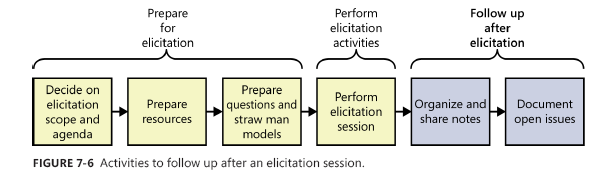 Prepare
for
elicitation
Perform
elicitation
activities
Follow up
after
elicitation
Decide on
elicitation
scope and
agenda
Prepare
resources
Prepare
questions and
straw man
models
Perform
elicitation
session
Organize and
share notes
Document
open issues
FIGURE 7-6 Activities to follow up after an elicitation session.